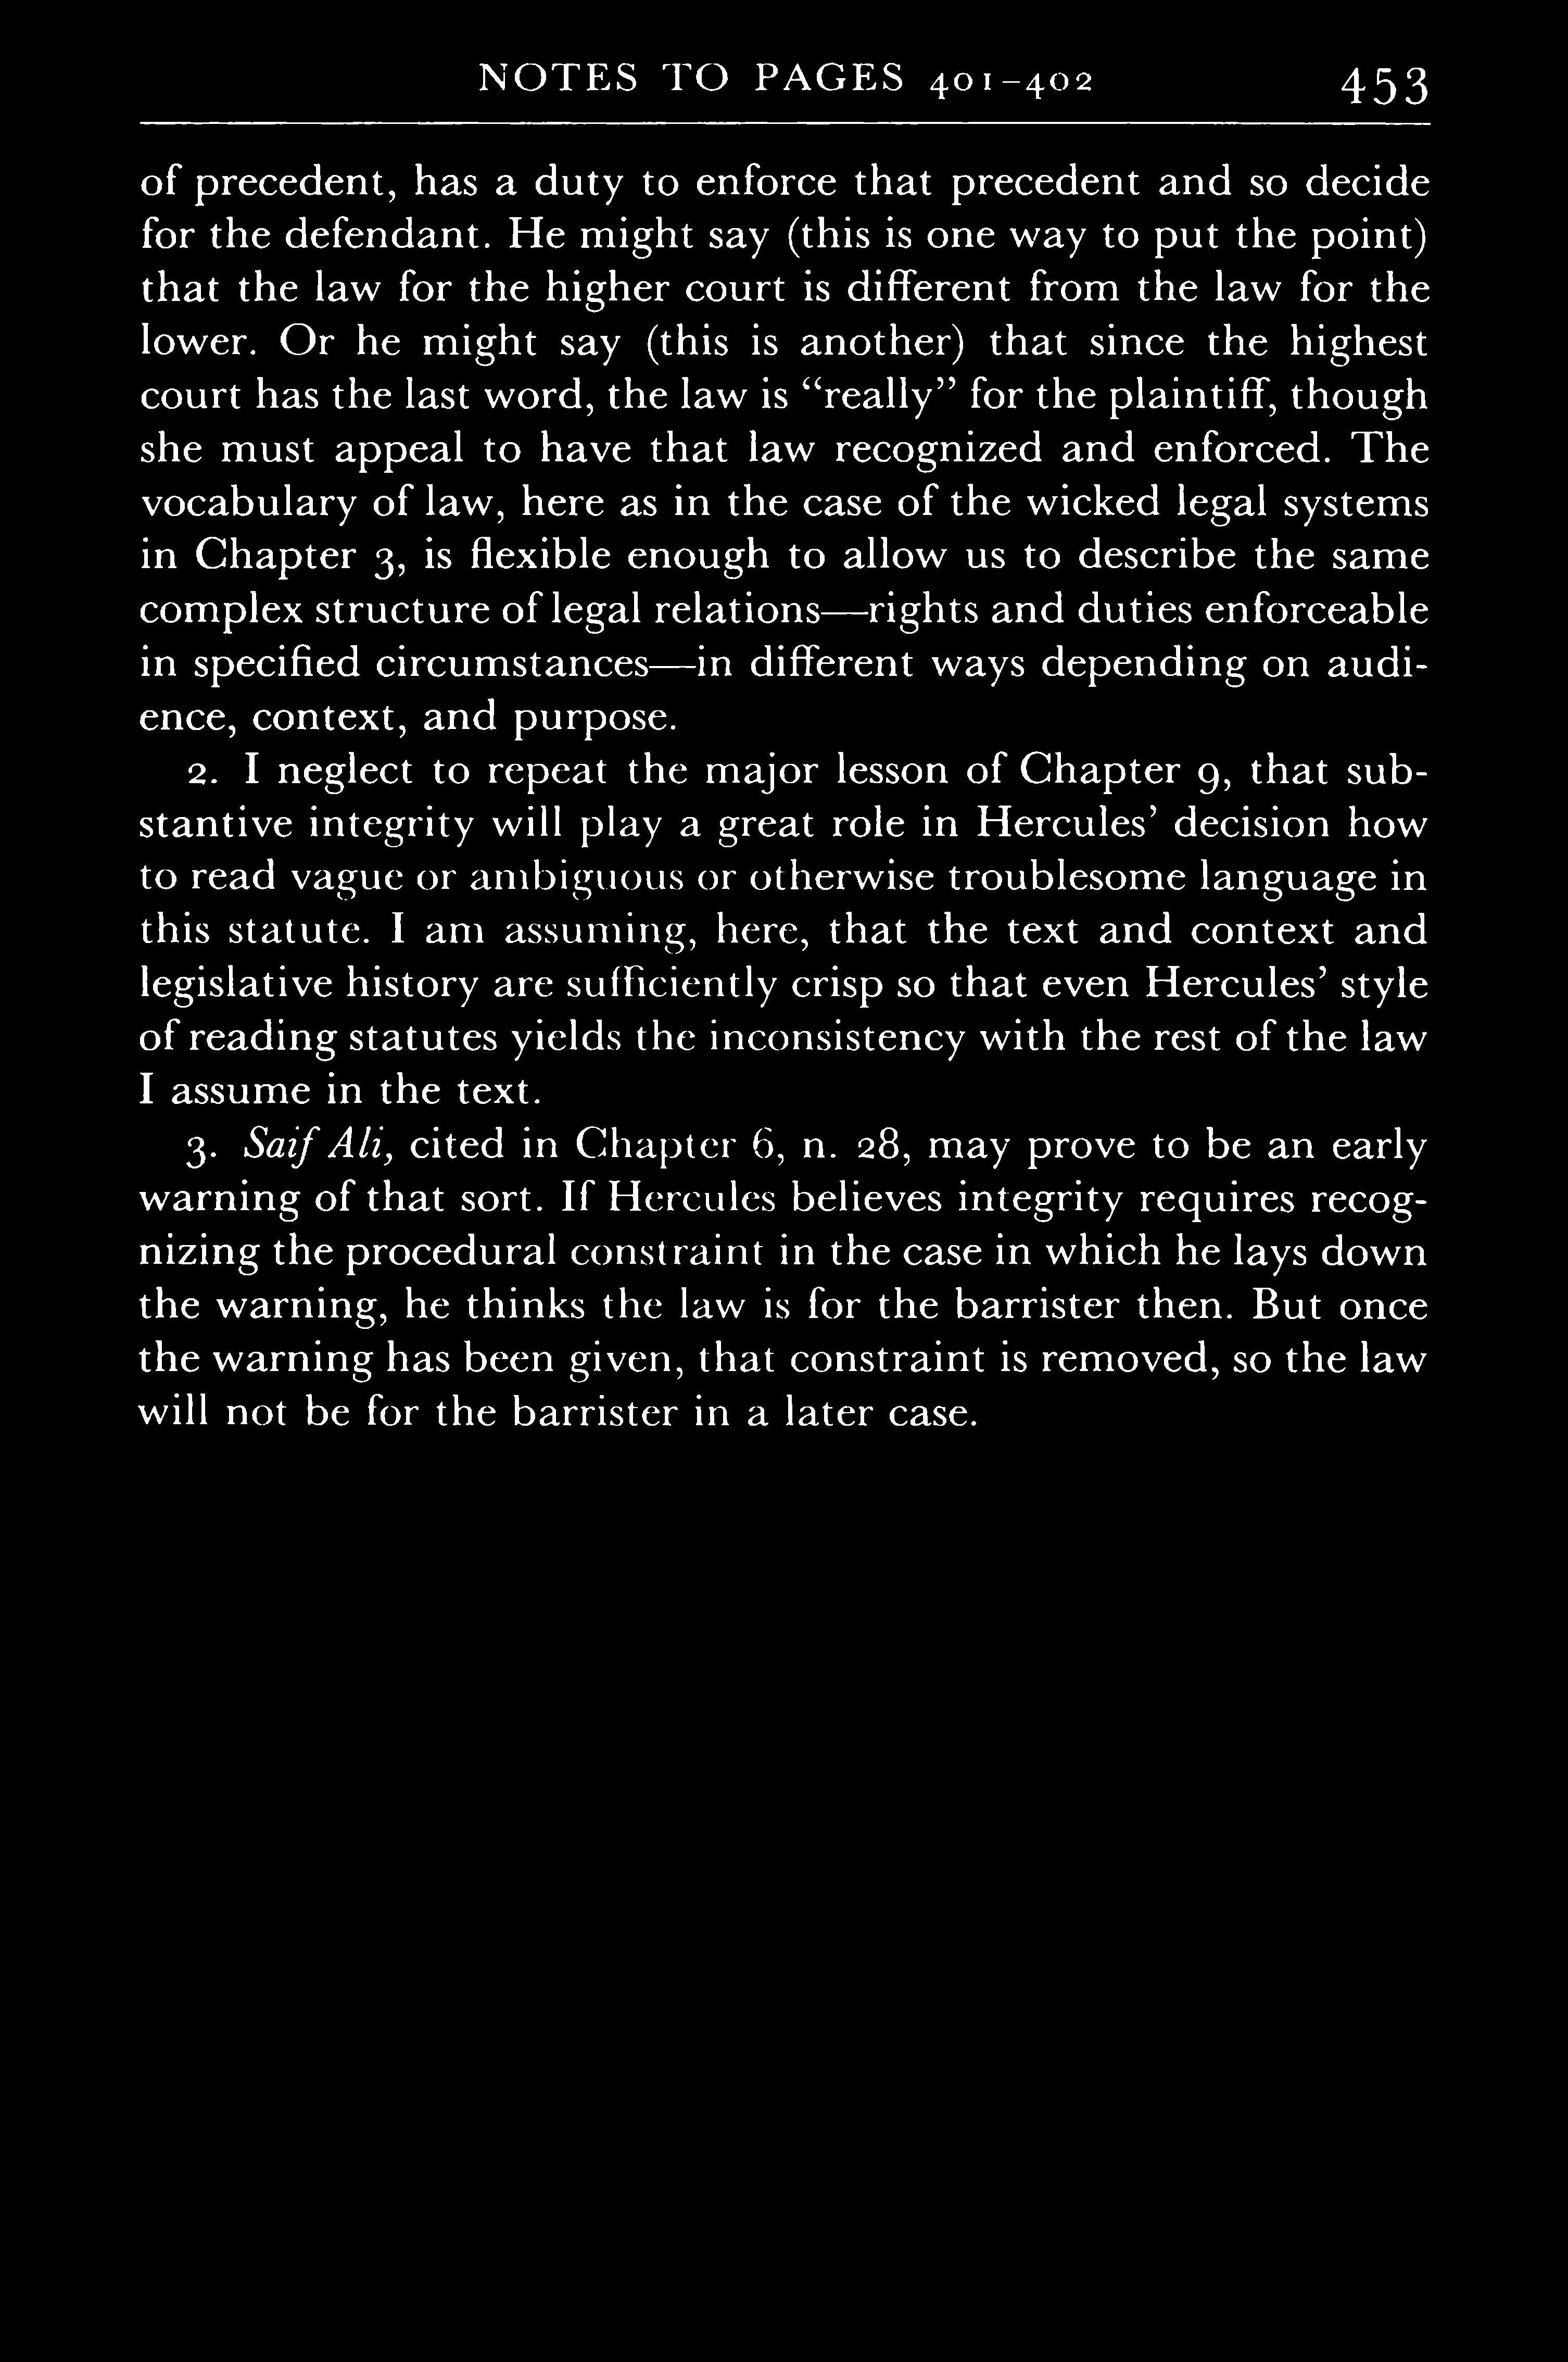 NOTES TO PAGES 401–402 453
of precedent, has a duty to enforce that precedent and so decide
for the defendant. He might say (this is one way to put the point)
that the law for the higher court is different from the law for the
lower. Or he might say (this is another) that since the highest
court has the last word, the law is “really” for the plaintiff, though
she must appeal to have that law recognized and enforced. The
vocabulary of law, here as in the case of the wicked legal systems
in Chapter 3, is flexible enough to allow us to describe the same
complex structure of legal relations—rights and duties enforceable
in specified circumstances—in different ways depending on audi-
ence, context, and purpose.
2. I neglect to repeat the major lesson of Chapter 9, that sub-
stantive integrity will play a great role in Hercules’ decision how
to read vague or ambiguous or otherwise troublesome language in
this statute. I am assuming, here, that the text and context and
legislative history are sufficiently crisp so that even Hercules’ style
of reading statutes yields the inconsistency with the rest of the law
I assume in the text.
3. Saif Ali, cited in Chapter 6, n. 28, may prove to be an early
warning of that sort. If Hercules believes integrity requires recog-
nizing the procedural constraint in the case in which he lays down
the warning, he thinks the law is for the barrister then. But once
the warning has been given, that constraint is removed, so the law
will not be for the barrister in a later case.